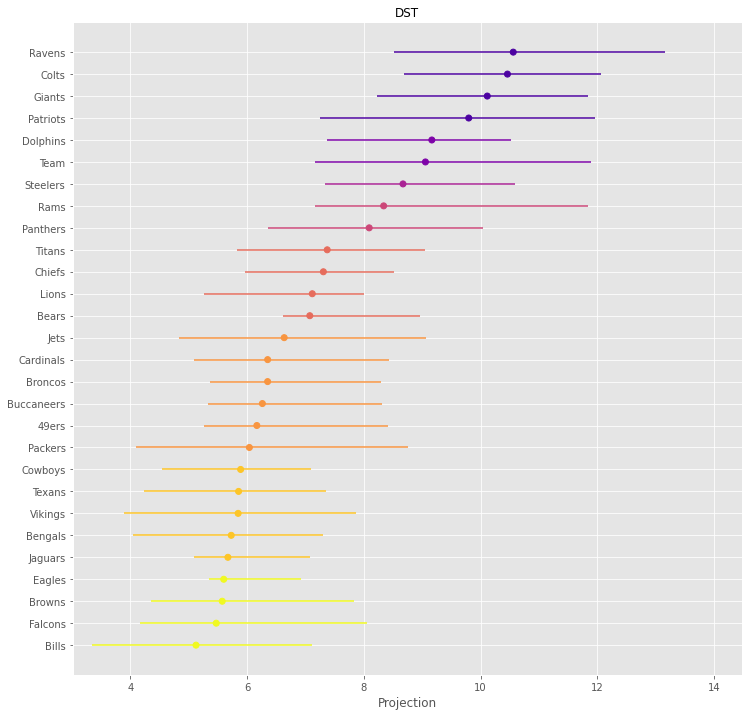 DST
Ravens
Colts
Giants
Patriots
Dolphins
Team
Steelers
Rams
Panthers
Titans
Chiefs
Lions
Bears
Jets
Cardinals
Broncos
Buccaneers
49ers
Packers
Cowboys
Texans
Vikings
Bengals
Jaguars
Eagles
Browns
Falcons
Bills
4 6 8 10 12 14
Projection